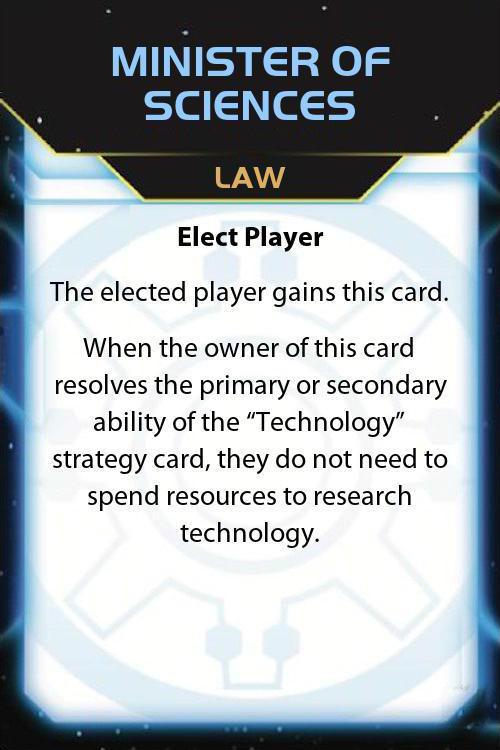 MINISTER OF
SCIENCES
LAW
Elect Player
The elected player gains this card.
When the owner of this card
resolves the primary or secondary
ability of the “Technology”
strategy card, they do not need to
spend resources to research
technology.